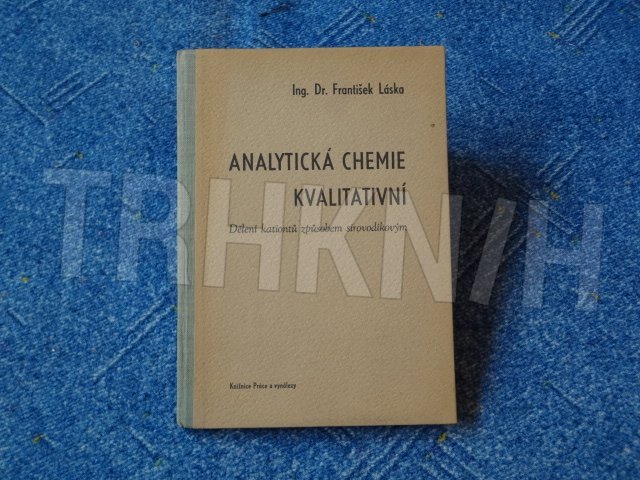 Ing. Dr. František Láska
ANALYTICKÁ CHEMIE
KVALITATIVNÍ
Dělení kationtů způsobem sirovodíkovým
TRHKNIH
Knižnice Práce a vynálezy